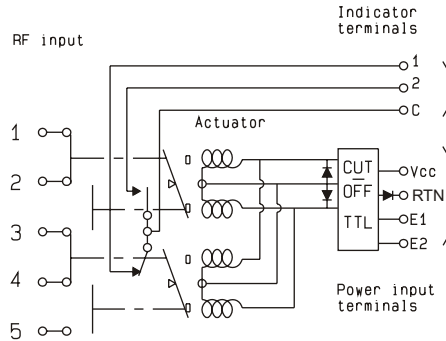 Indicator
terminals
RF input
1
2
C
Actuator
1
2
3
4
5
CUT
OFF
TTL
Vcc
RTN
E1
E2
Power input
terminals